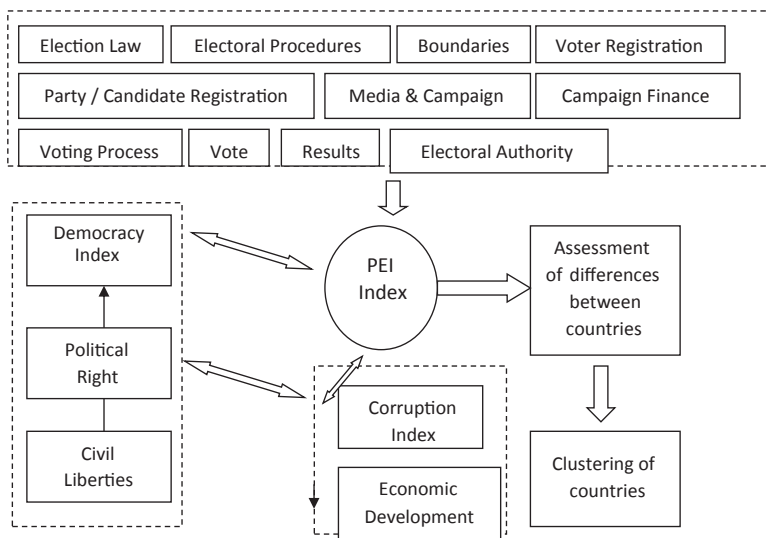 Election Law
Electoral Procedures
Boundaries
Voter Registration
Party / Candidate Registration
Media & Campaign
Campaign Finance
Voting Process
Vote
Results
Electoral Authority
Democracy
Index
Political
Right
Civil
Liberties
PEI
Index
Corruption
Index
Economic
Development
Assessment
of differences
between
countries
Clustering of
countries